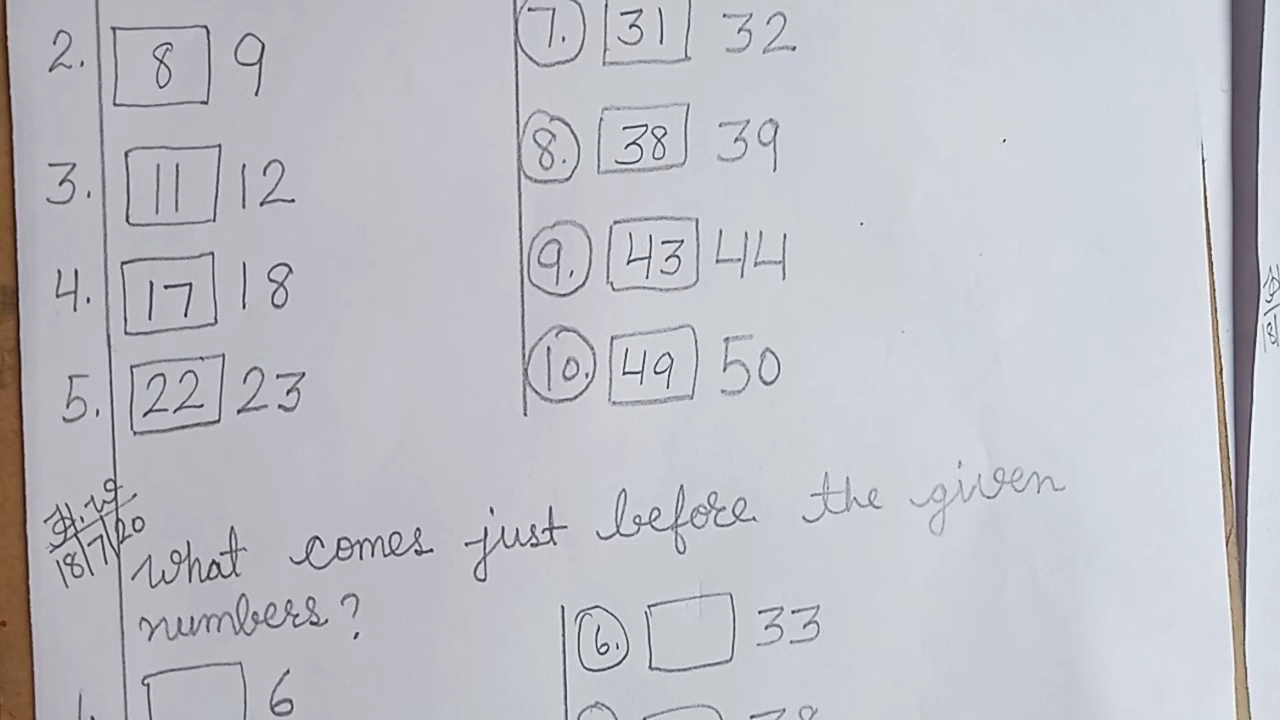 2. 8 9
3. 11 12
4. 17 18
5. 22 23
7. 31 32
8. 38 39
9. 43 44
10. 49 50
18/7/20
What comes just before the given
numbers?
1. 6
6. 33